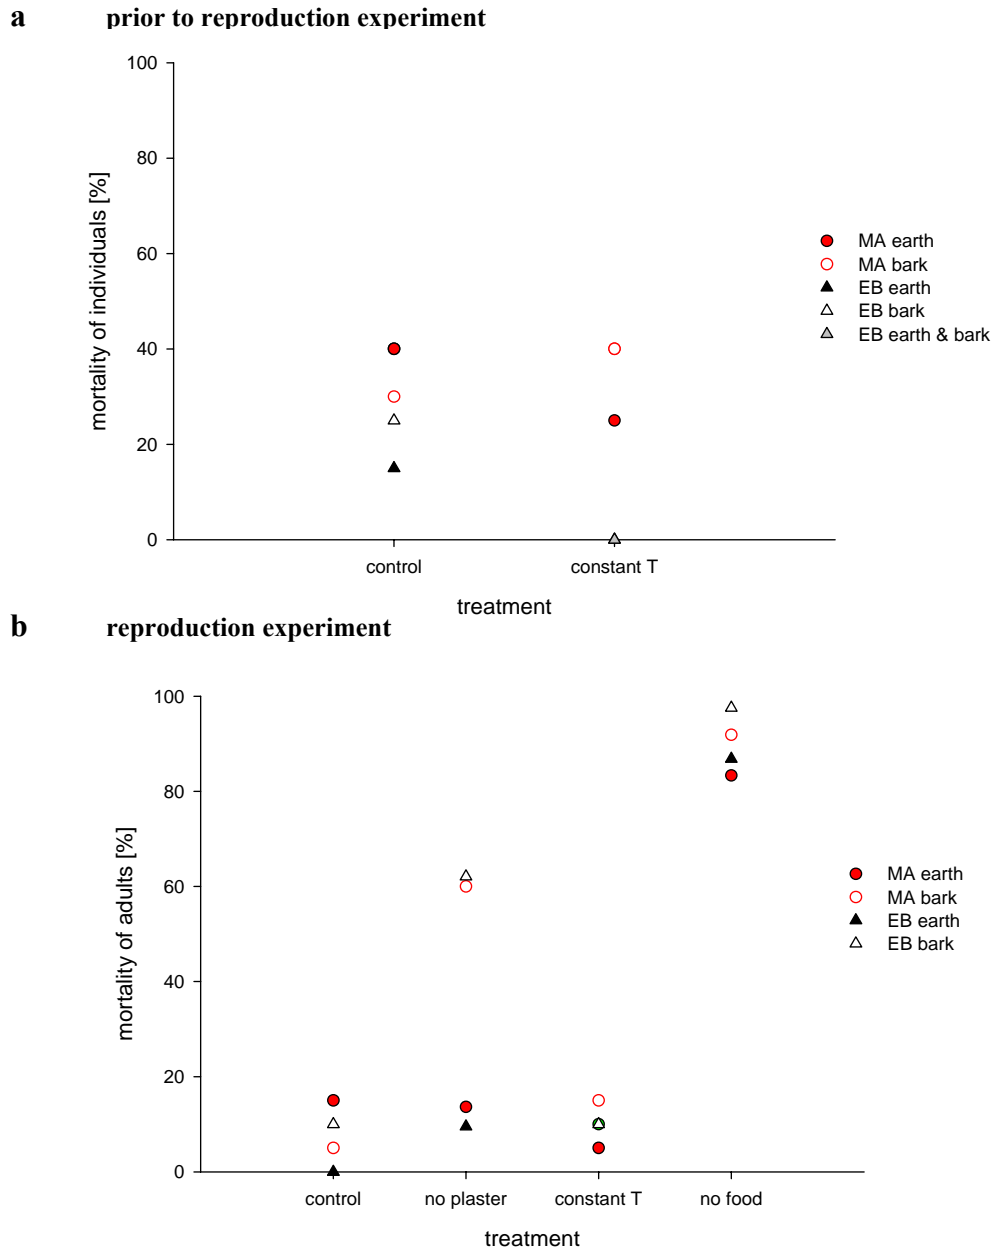 a prior to reproduction experiment
100
80
60
40
20
0
mortality of individuals [%]
control constant T
treatment
MA earth
MA bark
EB earth
EB bark
EB earth & bark
b reproduction experiment
100
80
60
40
20
0
mortality of adults [%]
control no plaster constant T no food
treatment
MA earth
MA bark
EB earth
EB bark